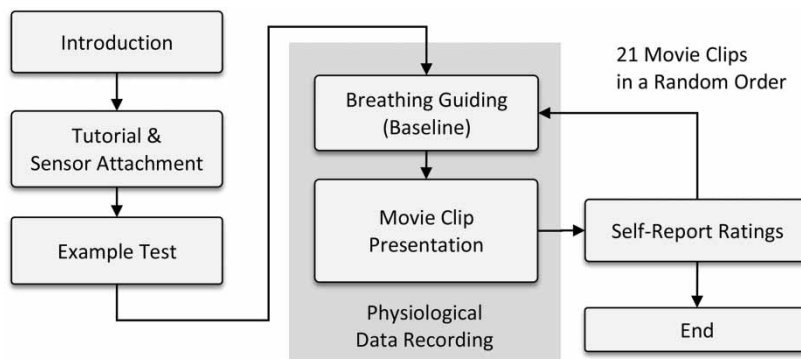 Introduction
Tutorial &
Sensor Attachment
Example Test
Breathing Guiding
(Baseline)
Movie Clip
Presentation
Physiological
Data Recording
21 Movie Clips
in a Random Order
Self-Report Ratings
End